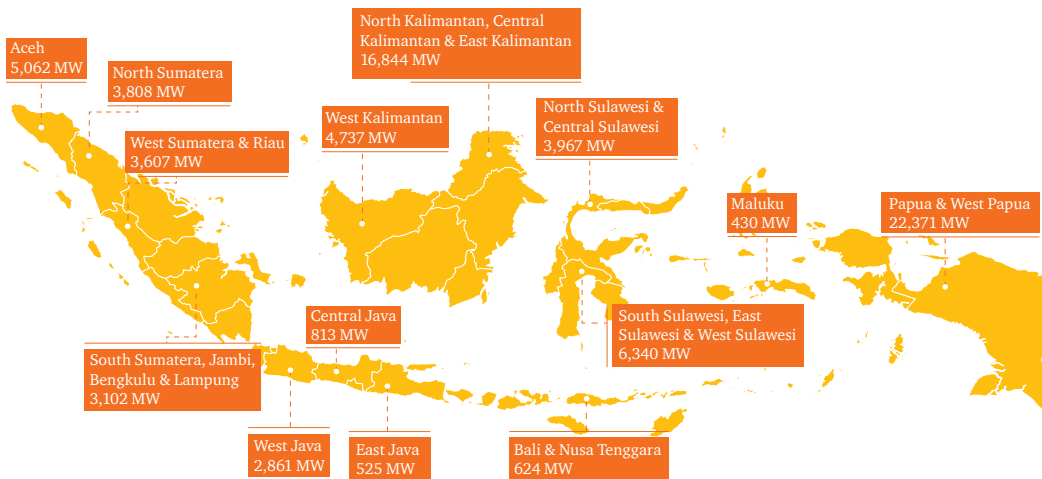 North Kalimantan, Central
Kalimantan & East Kalimantan
16,844 MW
Aceh
5,062 MW
North Sumatera
3,808 MW
West Kalimantan
4,737 MW
North Sulawesi &
Central Sulawesi
3,967 MW
West Sumatera & Riau
3,607 MW
Maluku
430 MW
Papua & West Papua
22,371 MW
Central Java
813 MW
South Sulawesi, East
Sulawesi & West Sulawesi
6,340 MW
South Sumatera, Jambi,
Bengkulu & Lampung
3,102 MW
West Java
2,861 MW
East Java
525 MW
Bali & Nusa Tenggara
624 MW